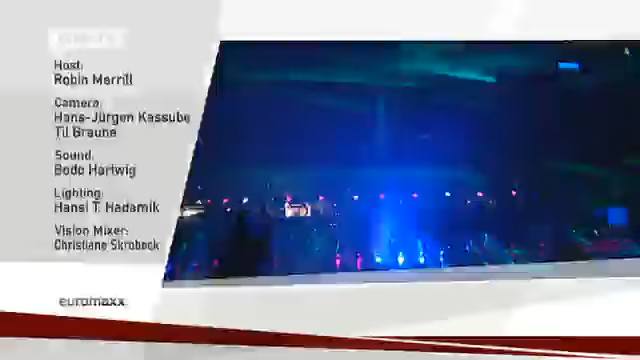 Host:
Robin Merrill
Camera:
Hans-Jürgen Kassube
Til Braune
Sound:
Bodo Hartwig
Lighting:
Hansi T. Hadamik
Vision Mixer:
Christiane Skrobeck
euromaxx